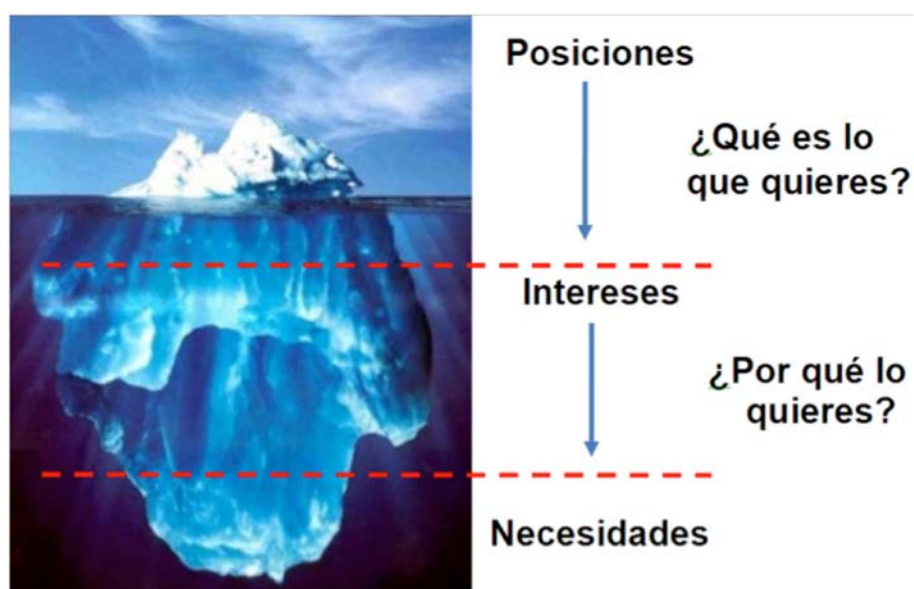 Posiciones
¿Qué es lo
que quieres?
Intereses
¿Por qué lo
quieres?
Necesidades